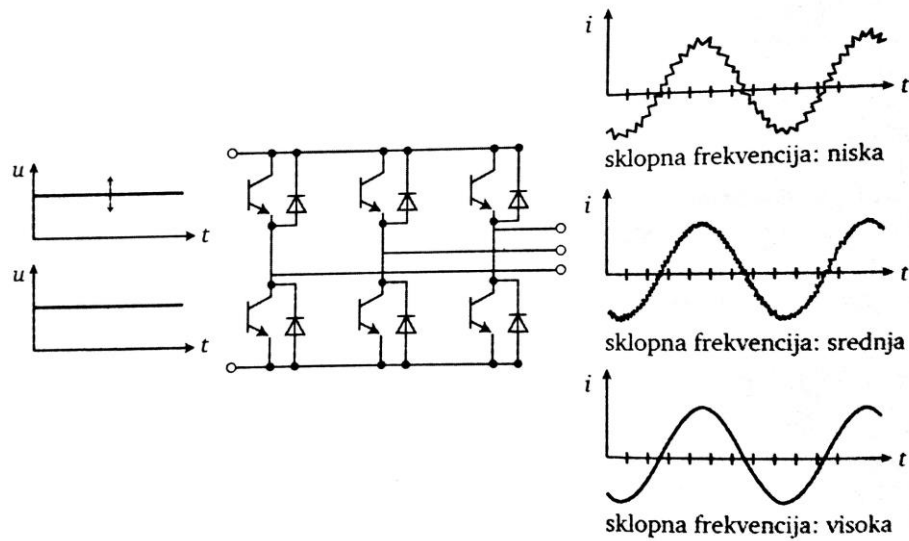 u
t
u
t
i
t
sklopna frekvencija: niska
i
t
sklopna frekvencija: srednja
i
t
sklopna frekvencija: visoka